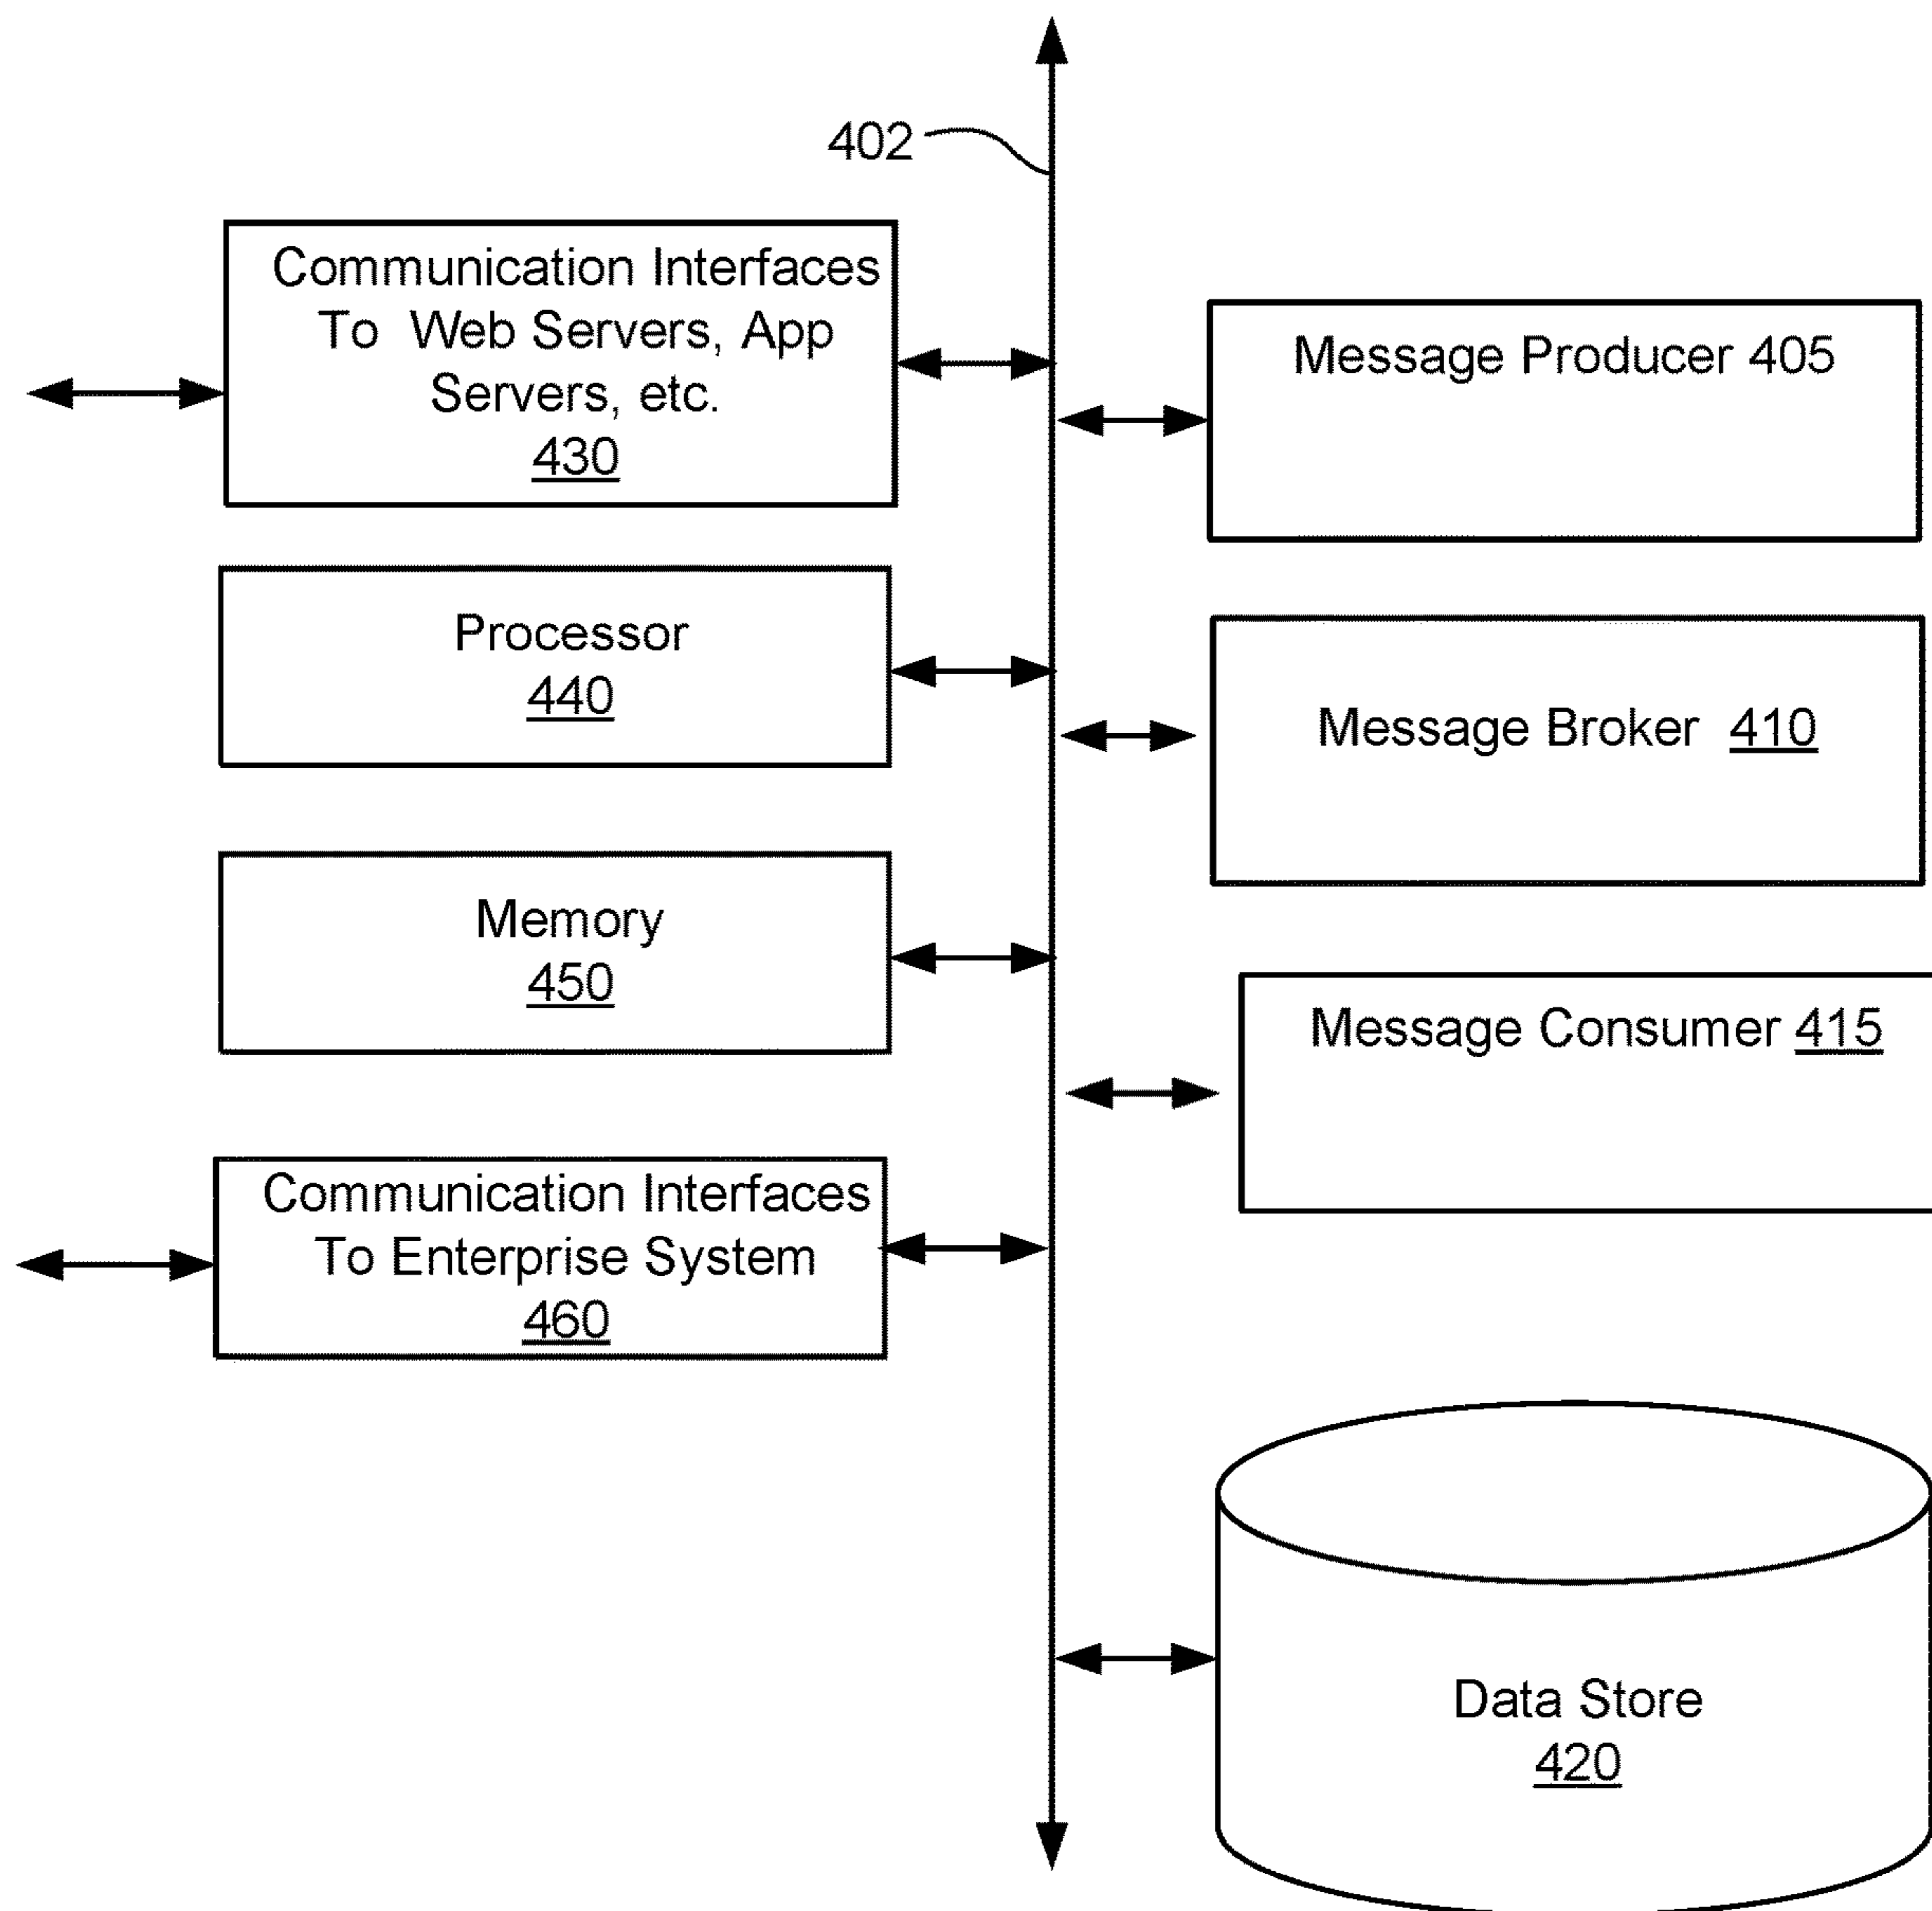 402
Communication Interfaces
To Web Servers, App
Servers, etc.
430
Processor
440
Memory
450
Communication Interfaces
To Enterprise System
460
Message Producer 405
Message Broker 410
Message Consumer 415
Data Store
420